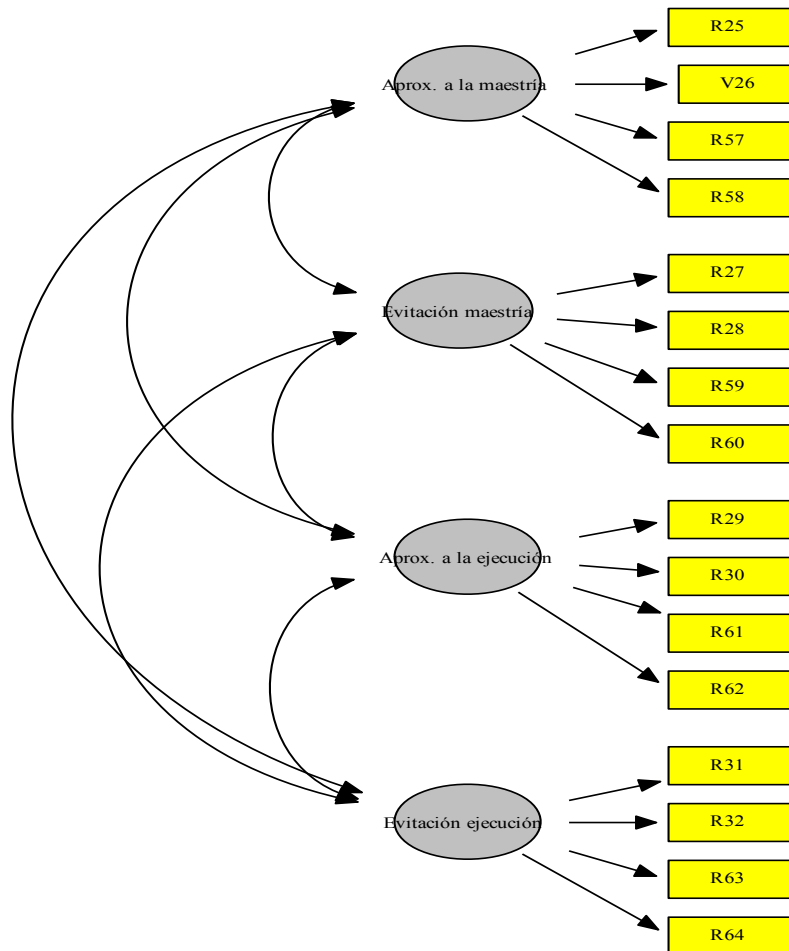 R25
Aprox. a la maestría
V26
R57
R58
R27
Evitación maestría
R28
R59
R60
R29
Aprox. a la ejecución
R30
R61
R62
R31
Evitación ejecución
R32
R63
R64